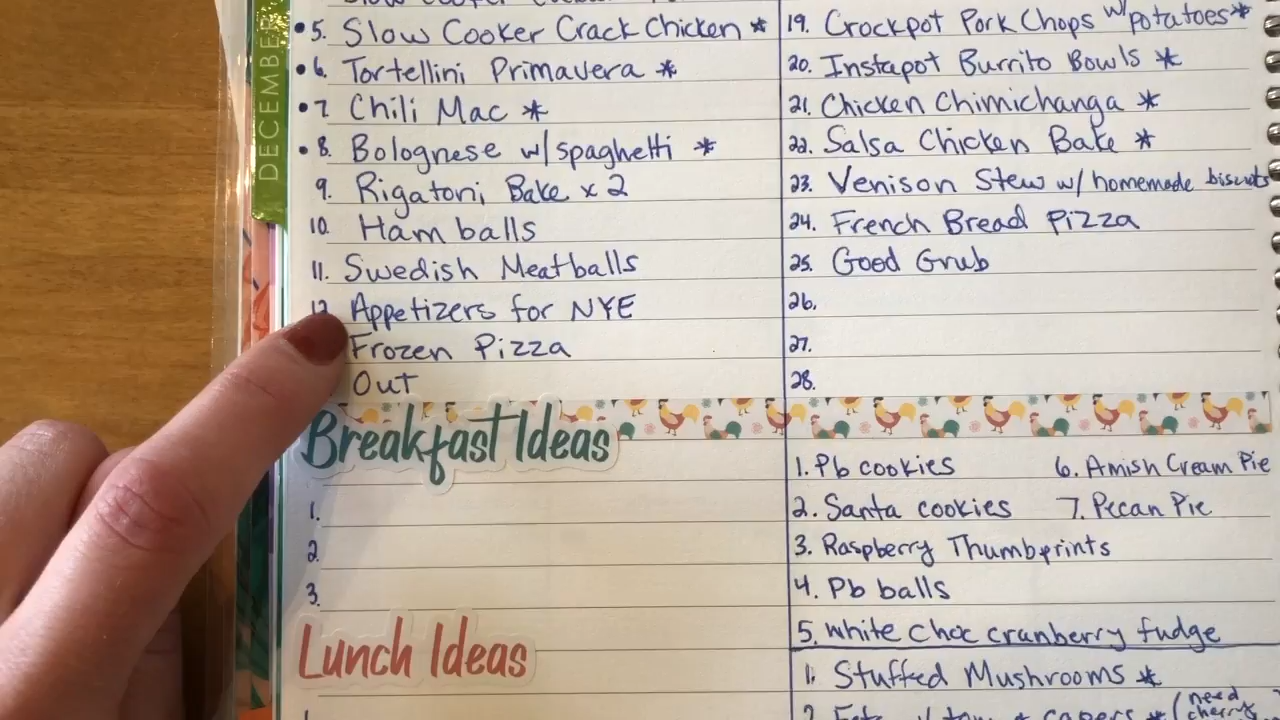 DECEMBER
• 5. Slow Cooker Crack Chicken *
• 6. Tortellini Primavera *
• 7. Chili Mac *
• 8. Bolognese w/ spaghetti *
9. Rigatoni Bake x 2
10. Ham balls
11. Swedish Meatballs
12. Appetizers for NYE
Frozen Pizza
Out
19. Crockpot Pork Chops w/potatoes*
20. Instapot Burrito Bowls *
21. Chicken Chimichanga *
22. Salsa Chicken Bake *
23. Venison Stew w/ homemade biscuits
24. French Bread Pizza
25. Good Grub
26.
27.
28.
Breakfast Ideas
1.
2.
3.
Lunch Ideas
1. Pb cookies 6. Amish Cream Pie
2. Santa cookies 7. Pecan Pie
3. Raspberry Thumbprints
4. Pb balls
5. white choc cranberry fudge
1. Stuffed Mushrooms *
(need
cherry